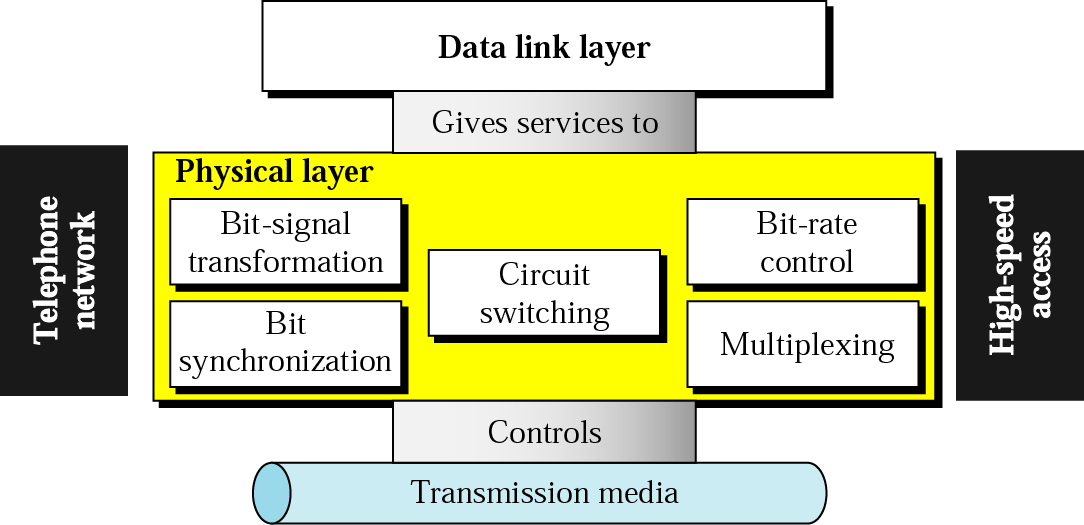 Data link layer
Gives services to
Telephone
network
Physical layer
Bit-signal
transformation
Bit
synchronization
Circuit
switching
Bit-rate
control
Multiplexing
High-speed
access
Controls
Transmission media